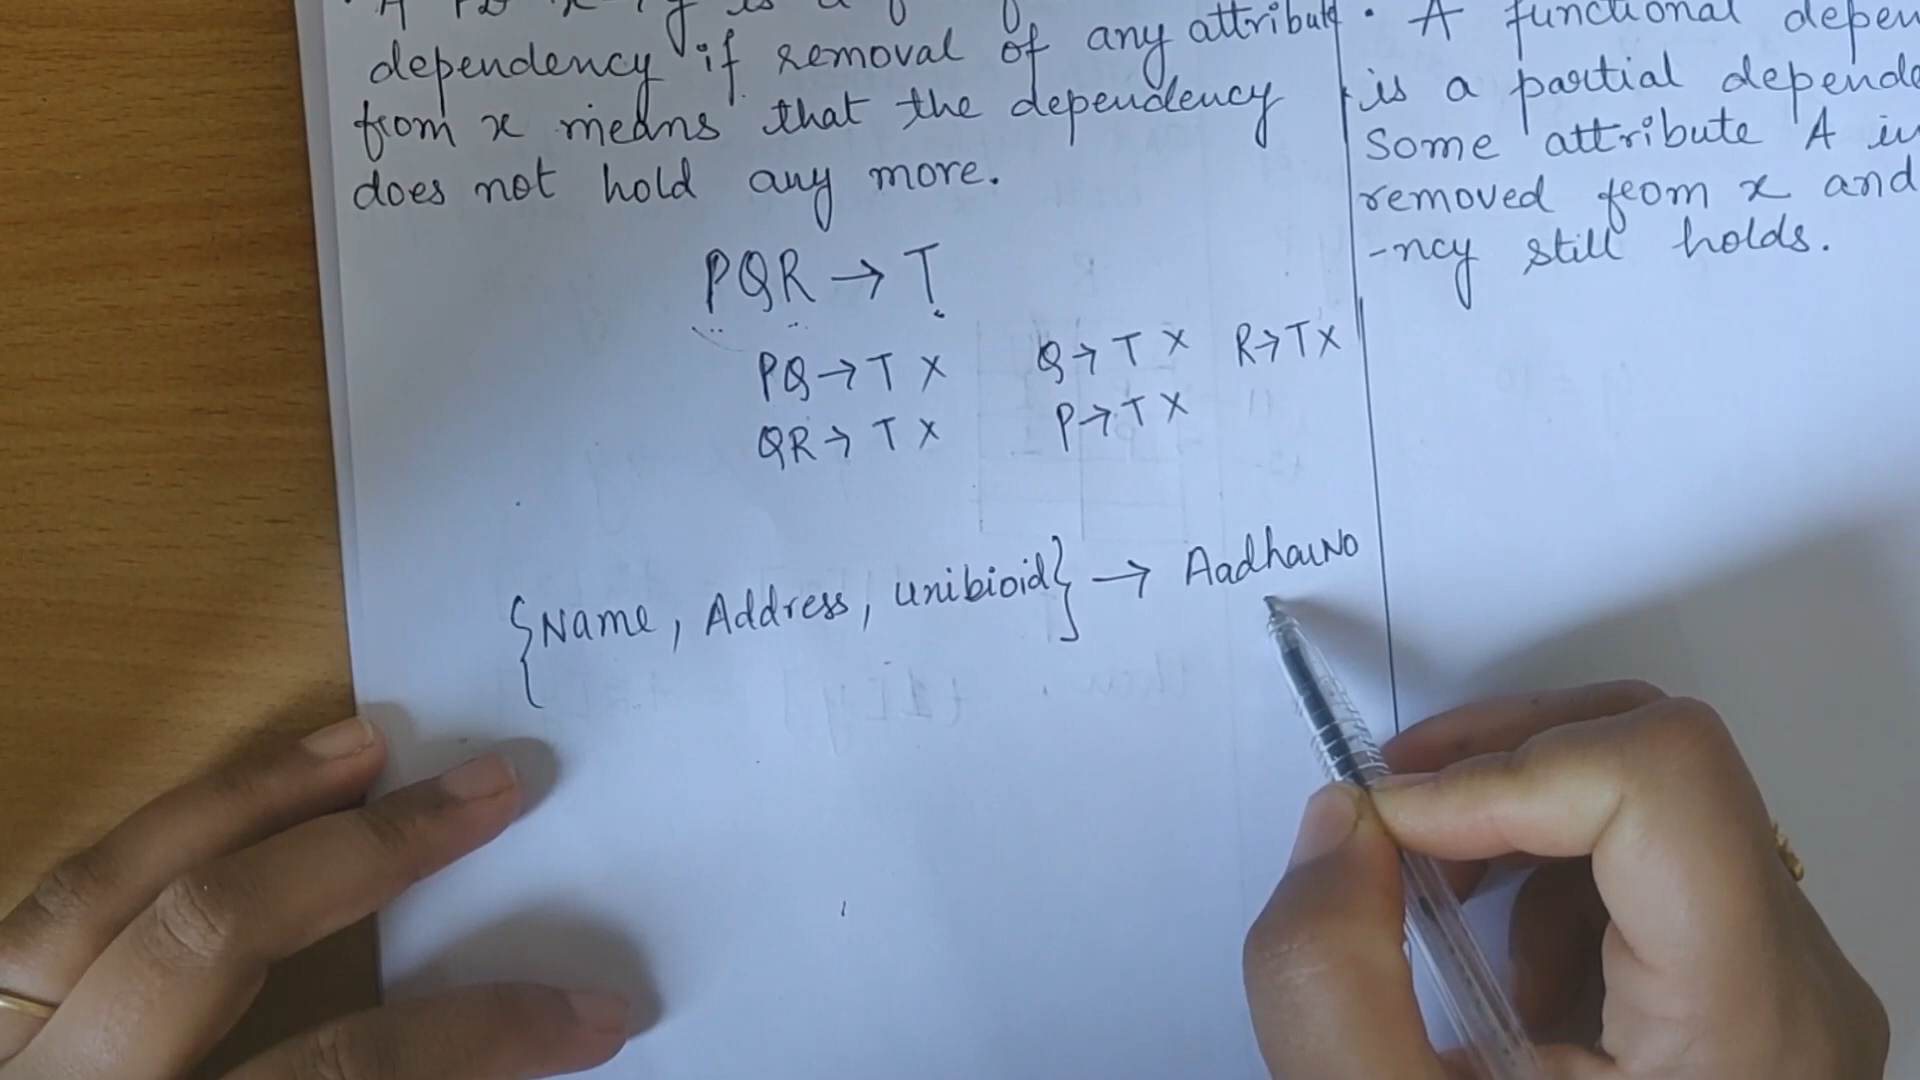 dependency if removal of any attribut
from x means that the dependency
does not hold any more.
PQR → T
PQ → T X
Q → T X R → T X
QR → T X
P → T X
{Name, Address, unibioid} → AadharNo
• A functional depen
is a partial depende
Some attribute A in
removed from x and
-ncy still holds.